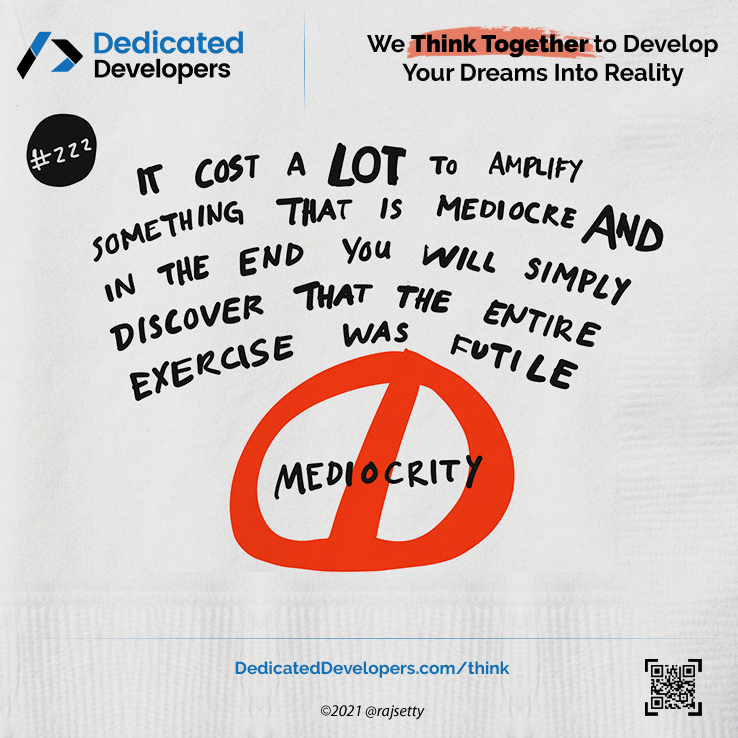 Dedicated
Developers
We Think Together to Develop
Your Dreams Into Reality
#222
IT COST A LOT TO AMPLIFY
SOMETHING THAT IS MEDIOCRE AND
IN THE END YOU WILL SIMPLY
DISCOVER THAT THE ENTIRE
EXERCISE WAS FUTILE
MEDIOCRITY
DedicatedDevelopers.com/think
©2021 @rajsetty